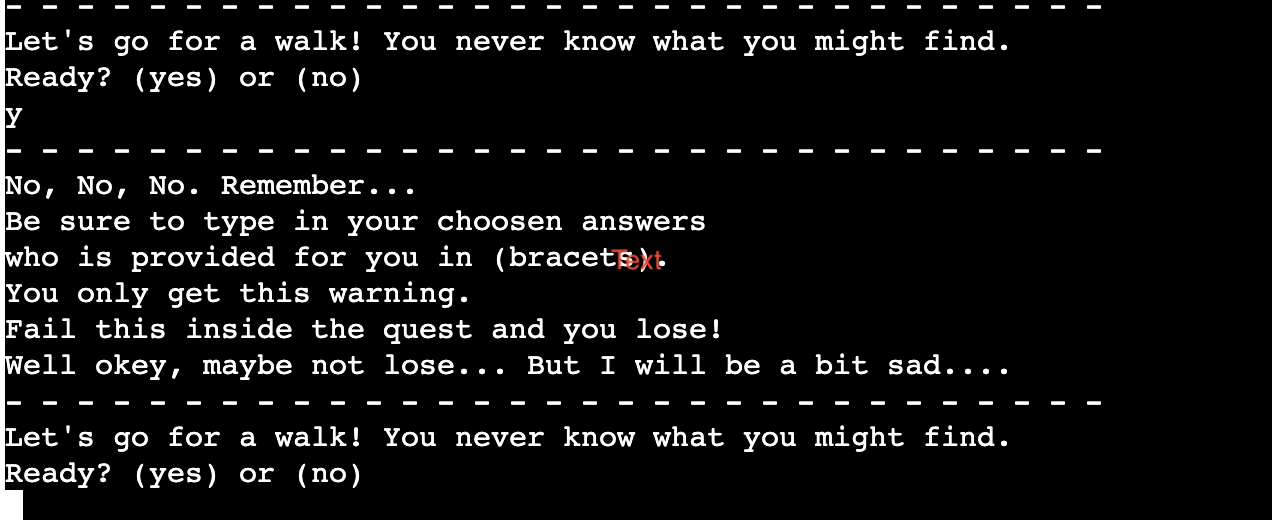 - - - - - - - - - - - - - - - - - - - - - - - - - - - - - - -
Let's go for a walk! You never know what you might find.
Ready? (yes) or (no)
y
- - - - - - - - - - - - - - - - - - - - - - - - - - - - - - -
No, No, No. Remember...
Be sure to type in your choosen answers
who is provided for you in (bracets).
Text
You only get this warning.
Fail this inside the quest and you lose!
Well okey, maybe not lose... But I will be a bit sad....
- - - - - - - - - - - - - - - - - - - - - - - - - - - - - - -
Let's go for a walk! You never know what you might find.
Ready? (yes) or (no)